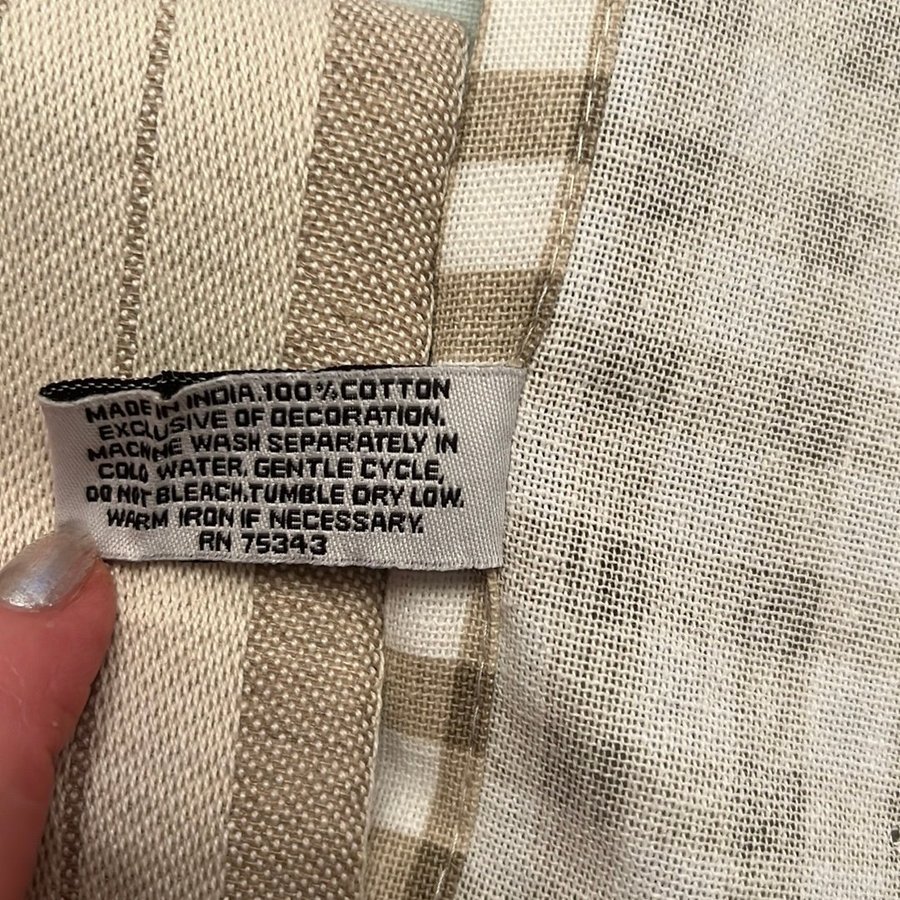 MADE IN INDIA.100%COTTON
EXCLUSIVE OF DECORATION.
MACHINE WASH SEPARATELY IN
COLD WATER, GENTLE CYCLE,
DO NOT BLEACH.TUMBLE DRY LOW.
WARM IRON IF NECESSARY.
RN 75343